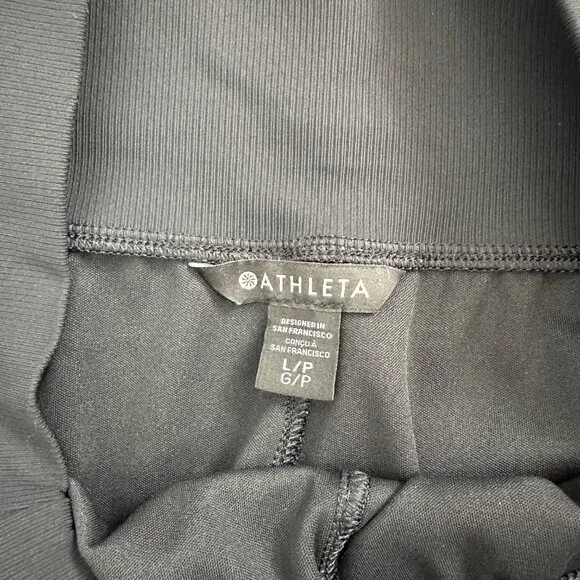 ATHLETA
DESIGNED IN
SAN FRANCISCO
CONÇU À
SAN FRANCISCO
L/P
G/P